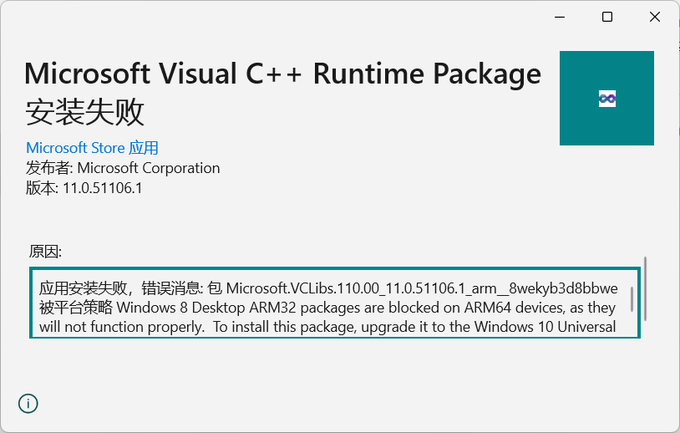 Microsoft Visual C++ Runtime Package
安装失败
Microsoft Store 应用
发布者: Microsoft Corporation
版本: 11.0.51106.1
原因:
应用安装失败，错误消息: 包 Microsoft.VCLibs.110.00_11.0.51106.1_arm__8wekyb3d8bbwe
被平台策略 Windows 8 Desktop ARM32 packages are blocked on ARM64 devices, as they
will not function properly.  To install this package, upgrade it to the Windows 10 Universal